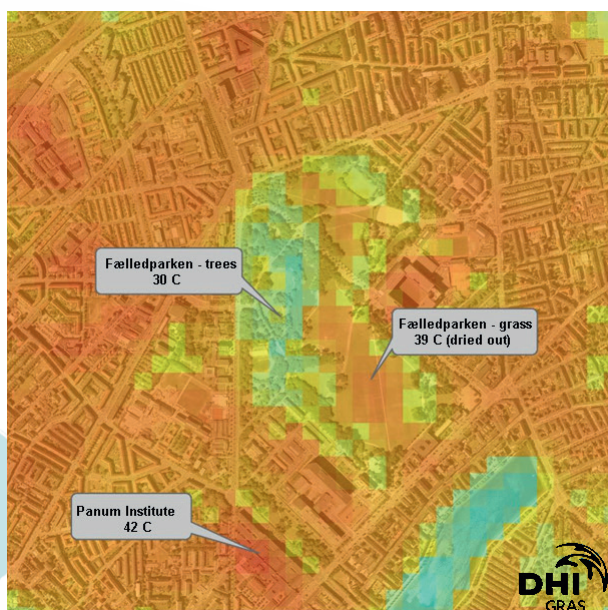 Fælledparken - trees
30 C
Fælledparken - grass
39 C (dried out)
Panum Institute
42 C
DHI
GRAS